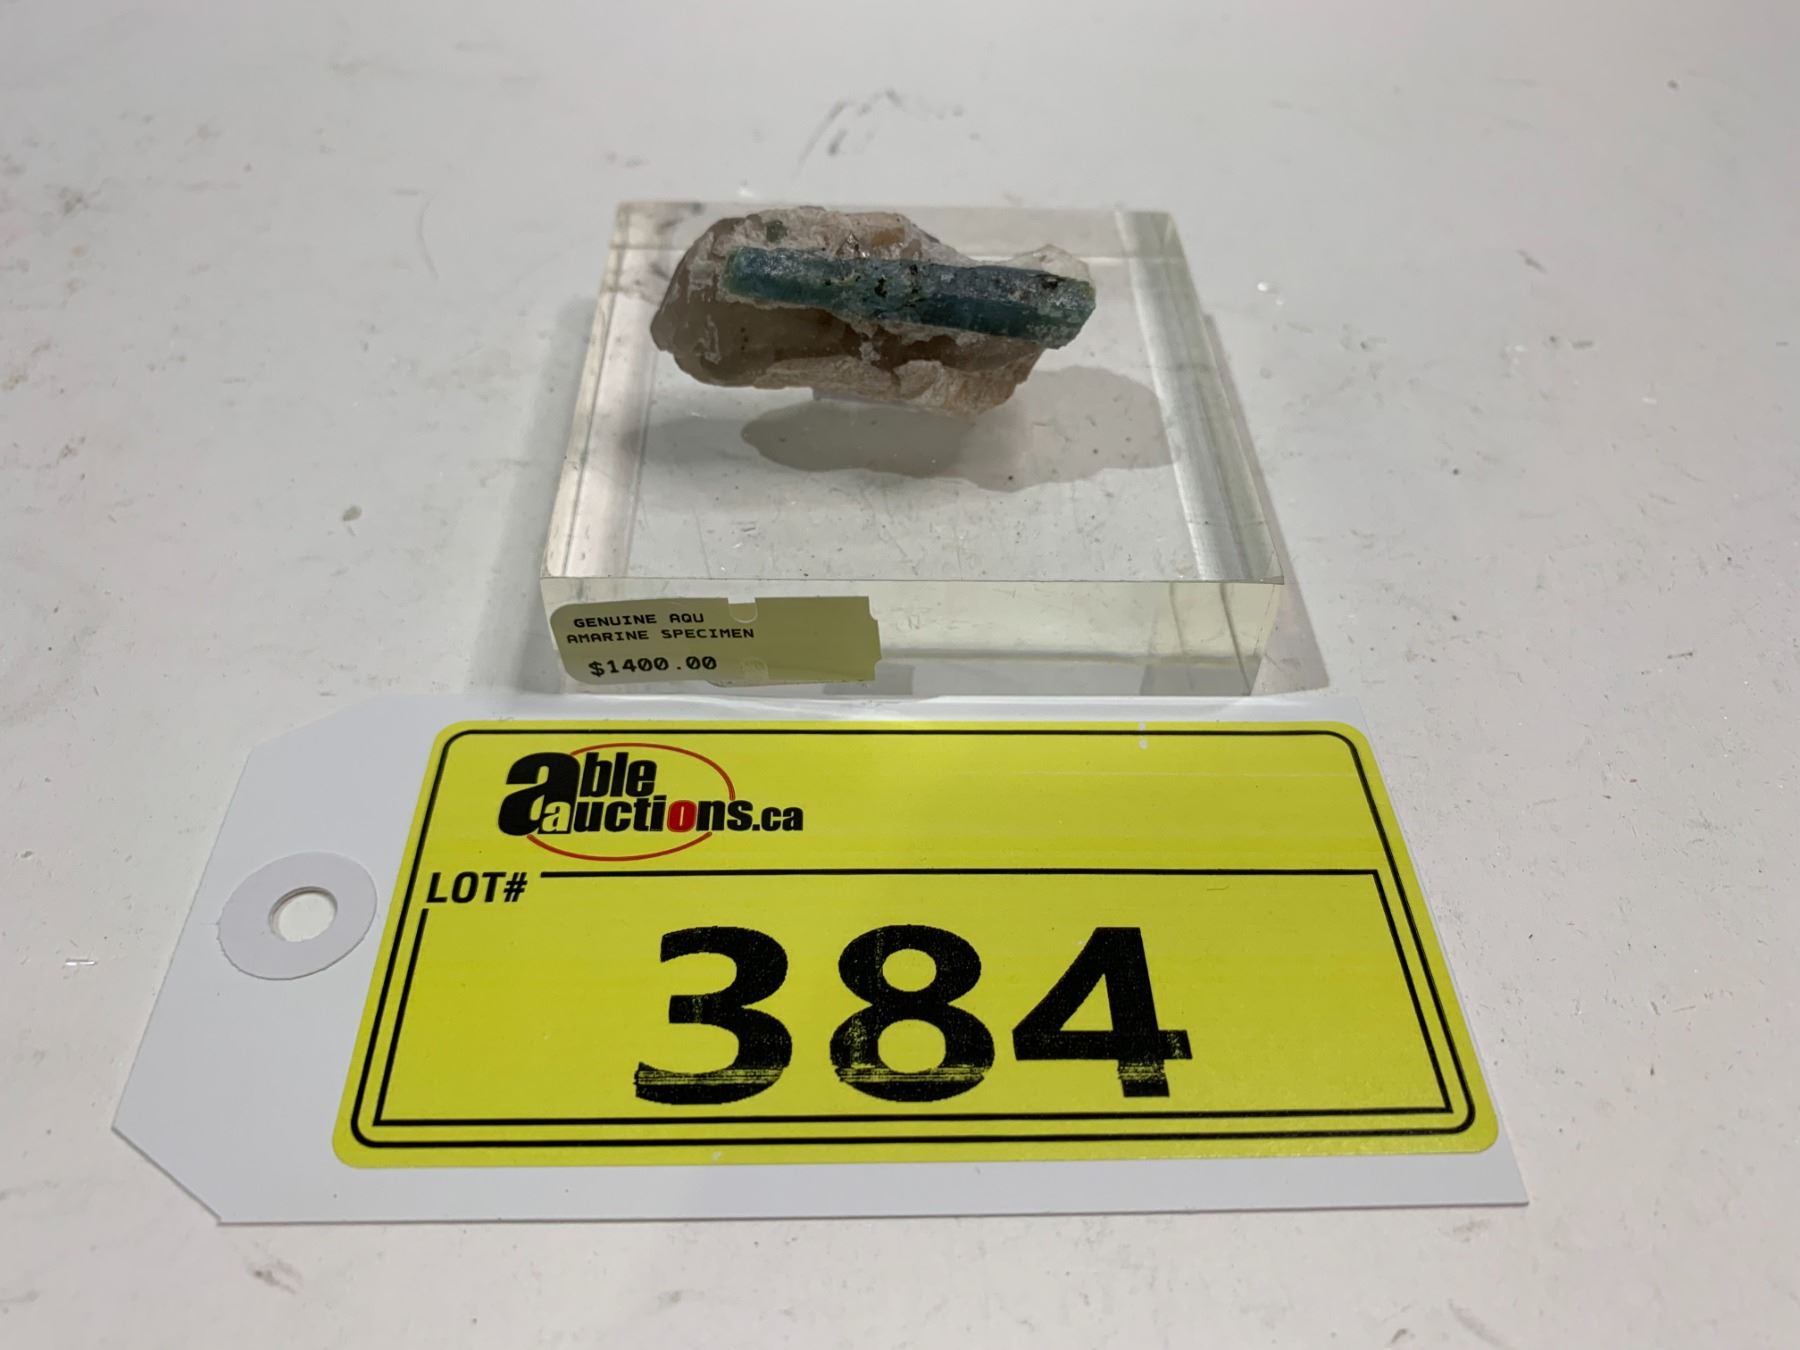 GENUINE AQU
AMARINE SPECIMEN
$1400.00
able
auctions.ca
LOT#
384